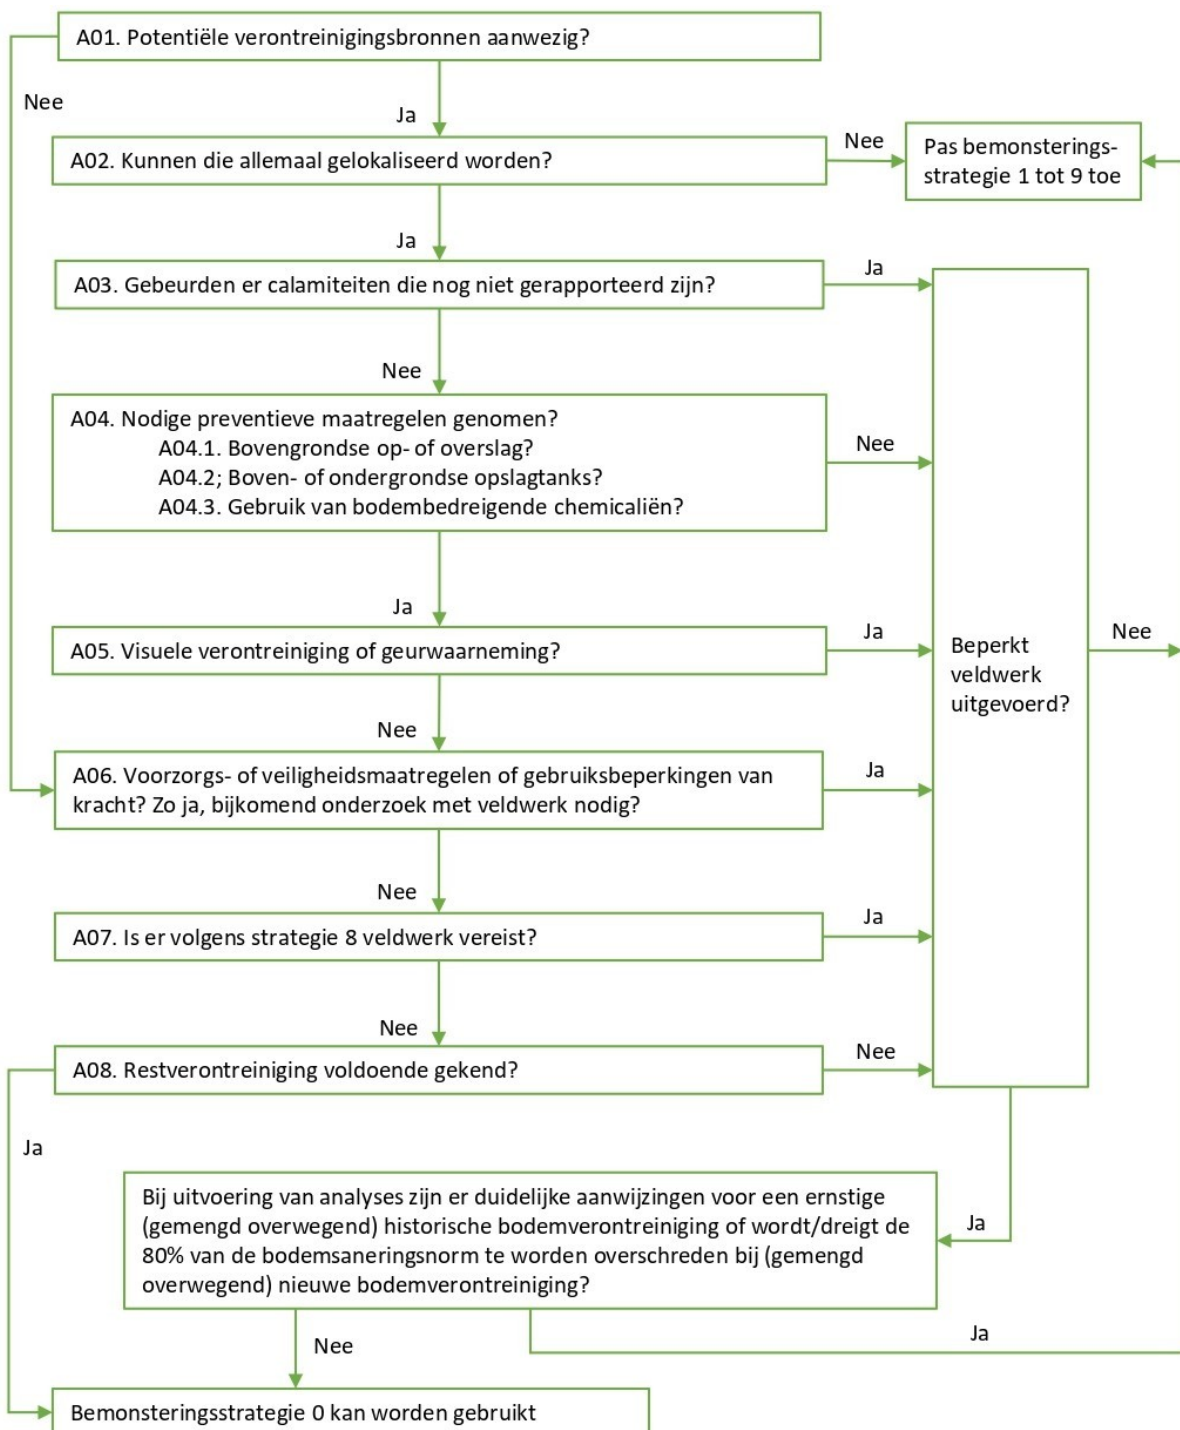 A01. Potentiële verontreinigingsbronnen aanwezig?
Nee
Ja
A02. Kunnen die allemaal gelokaliseerd worden?
Nee
Pas bemonsterings-
strategie 1 tot 9 toe
Ja
A03. Gebeurden er calamiteiten die nog niet gerapporteerd zijn?
Ja
Nee
A04. Nodige preventieve maatregelen genomen?
A04.1. Bovengrondse op- of overslag?
A04.2; Boven- of ondergrondse opslagtanks?
A04.3. Gebruik van bodembedreigende chemicaliën?
Nee
Ja
A05. Visuele verontreiniging of geurwaarneming?
Ja
Beperkt
veldwerk
uitgevoerd?
Nee
Nee
A06. Voorzorgs- of veiligheidsmaatregelen of gebruiksbeperkingen van
kracht? Zo ja, bijkomend onderzoek met veldwerk nodig?
Ja
Nee
A07. Is er volgens strategie 8 veldwerk vereist?
Ja
Nee
A08. Restverontreiniging voldoende gekend?
Nee
Ja
Bij uitvoering van analyses zijn er duidelijke aanwijzingen voor een ernstige
(gemengd overwegend) historische bodemverontreiniging of wordt/dreigt de
80% van de bodemsaneringsnorm te worden overschreden bij (gemengd
overwegend) nieuwe bodemverontreiniging?
Ja
Nee
Ja
Bemonsteringsstrategie 0 kan worden gebruikt